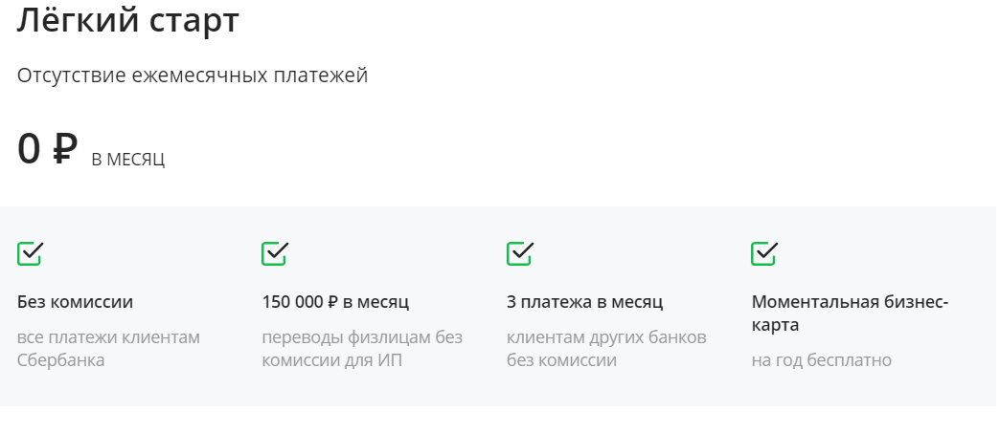 Лёгкий старт
Отсутствие ежемесячных платежей
0 ₽ В МЕСЯЦ
Без комиссии
все платежи клиентам
Сбербанка
150 000 ₽ в месяц
переводы физлицам без
комиссии для ИП
3 платежа в месяц
клиентам других банков
без комиссии
Моментальная бизнес-
карта
на год бесплатно